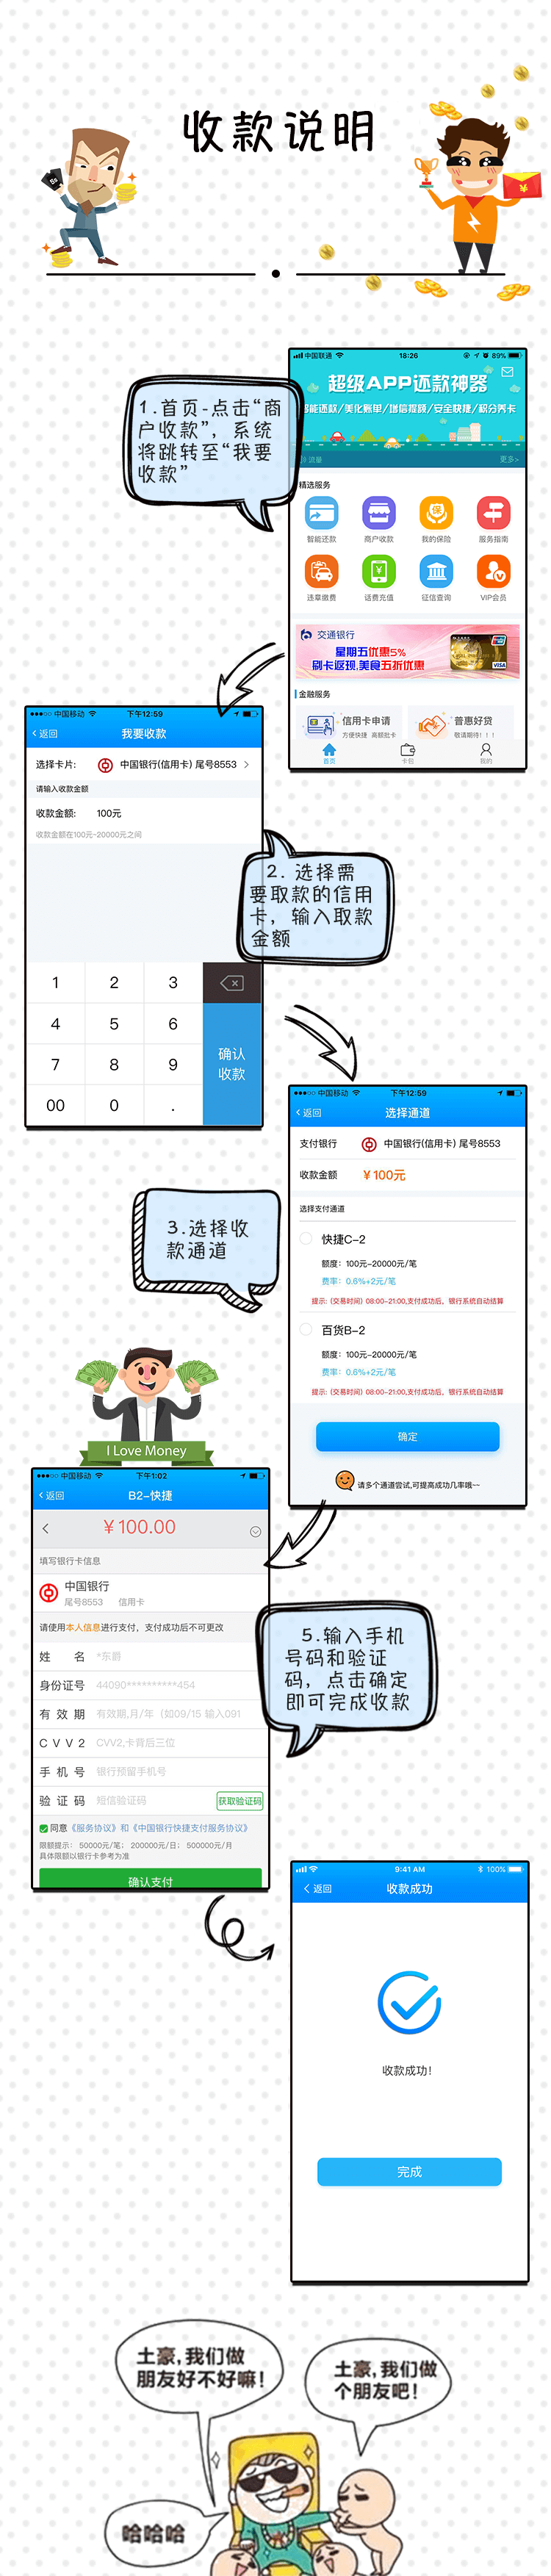 收款说明
中国联通 18:26 89%
超级APP还款神器
能还款/美化账单/增信提额/安全快捷/积分养卡
流量 更多>
1.首页-点击“商
户收款”，系统
将跳转至“我要
收款”
精选服务
智能还款 商户收款 我的保险 服务指南
违章缴费 话费充值 征信查询 VIP会员
交通银行
星期五优惠5%
刷卡返现,美食五折优惠
VISA
金融服务
信用卡申请 普惠好贷
方便快捷 高额批卡 敬请期待！！！
首页 卡包 我的
中国移动 下午12:59
返回 我要收款
选择卡片: 中国银行(信用卡) 尾号8553
请输入收款金额
收款金额: 100元
收款金额在100元~20000元之间
2. 选择需
要取款的信用
卡，输入取款
金额
1 2 3
4 5 6
7 8 9
00 0 .
确认
收款
中国移动 下午12:59
返回 选择通道
支付银行 中国银行(信用卡) 尾号8553
收款金额 ￥100元
选择支付通道
快捷C-2
额度：100元~20000元/笔
费率：0.6%+2元/笔
提示: (交易时间) 08:00-21:00,支付成功后，银行系统自动结算
百货B-2
额度：100元~20000元/笔
费率：0.6%+2元/笔
提示: (交易时间) 08:00-21:00,支付成功后，银行系统自动结算
确定
请多个通道尝试,可提高成功几率哦~~
3.选择收
款通道
I Love Money
中国移动 下午1:02
返回 B2-快捷
￥100.00
填写银行卡信息
中国银行
尾号8553 信用卡
请使用本人信息进行支付，支付成功后不可更改
姓 名 *东爵
身份证号 44090**********454
有 效 期 有效期,月/年（如09/15 输入091
C V V 2 CVV2,卡背后三位
手 机 号 银行预留手机号
验 证 码 短信验证码 获取验证码
同意《服务协议》和《中国银行快捷支付服务协议》
限额提示： 50000元/笔； 200000元/日； 500000元/月
具体限额以银行卡参考为准
确认支付
5.输入手机
号码和验证
码，点击确定
即可完成收款
9:41 AM 100%
返回 收款成功
收款成功!
完成
土豪,我们做
朋友好不好嘛!
土豪,我们做
个朋友吧!
哈哈哈